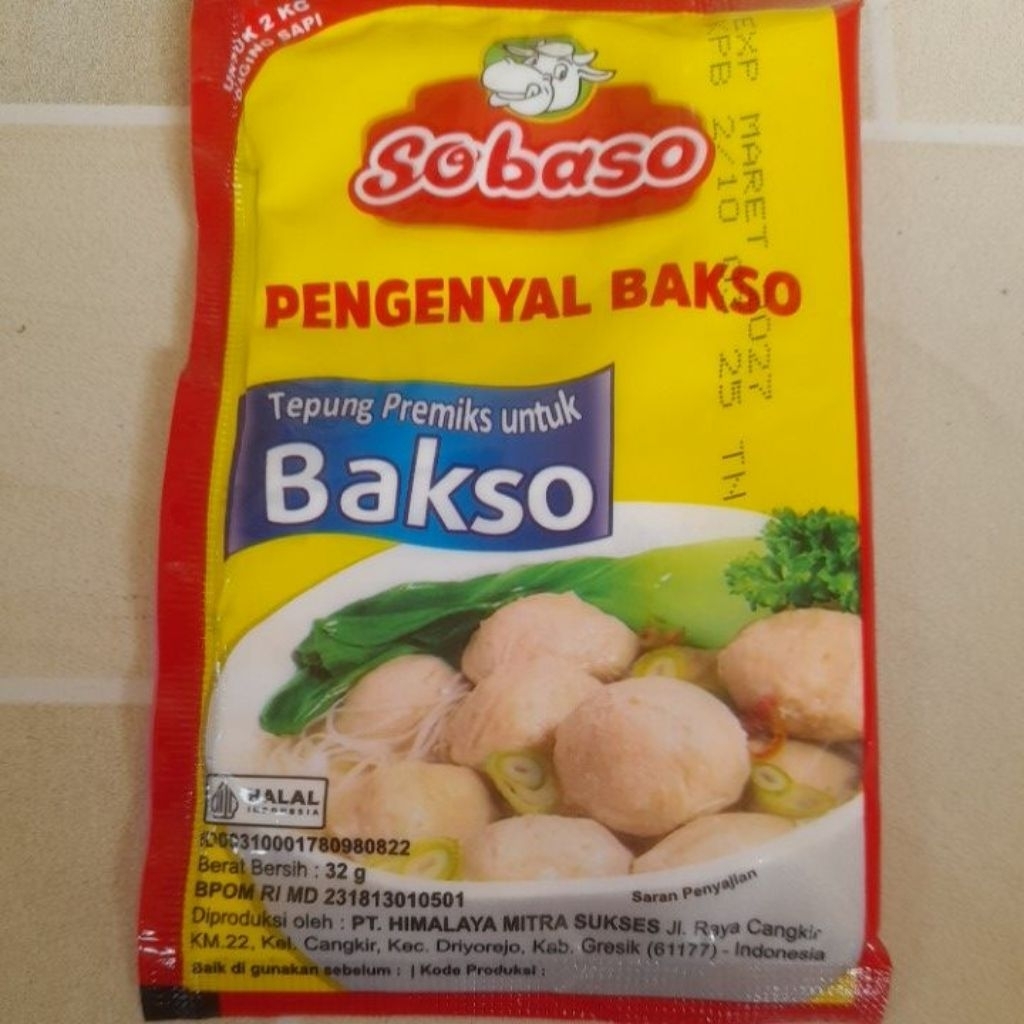 UNTUK 2 KG
DAGING SAPI
Sobaso
PENGENYAL BAKSO
Tepung Premiks untuk
Bakso
EXP MARET 2027
KPB 2/10 25 TH
HALAL
INDONESIA
ID00310001780980822
Berat Bersih : 32 g
BPOM RI MD 231813010501
Saran Penyajian
Diproduksi oleh : PT. HIMALAYA MITRA SUKSES Jl. Raya Cangkir
KM.22, Kel. Cangkir, Kec. Driyorejo, Kab. Gresik (61177) - Indonesia
Baik di gunakan sebelum : | Kode Produksi :